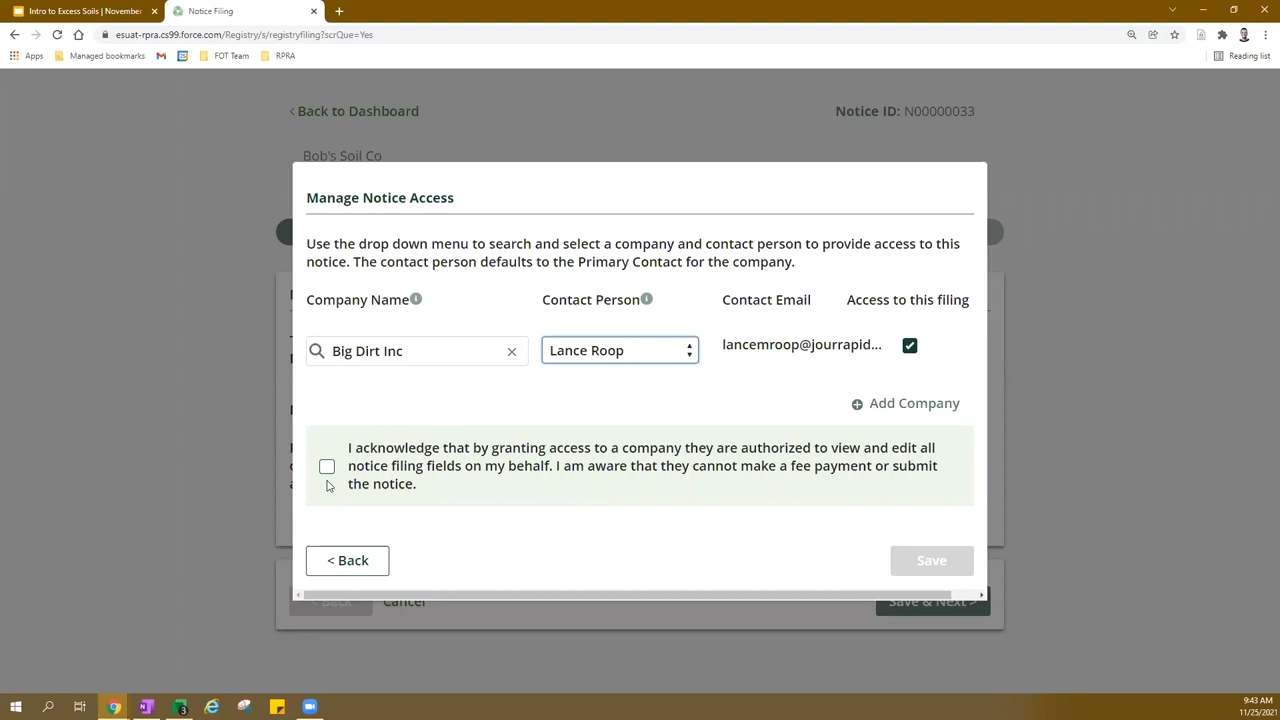 Intro to Excess Soils | Novembe
Notice Filing
esuat-rpra.cs99.force.com/Registry/s/registryfiling?scrQue=Yes
Apps
Managed bookmarks
FOT Team
RPRA
Reading list
< Back to Dashboard
Notice ID: N00000033
Bob's Soil Co
Manage Notice Access
Use the drop down menu to search and select a company and contact person to provide access to this
notice. The contact person defaults to the Primary Contact for the company.
Company Name
Contact Person
Contact Email
Access to this filing
Big Dirt Inc
Lance Roop
lancemroop@jourrapid...
Add Company
I acknowledge that by granting access to a company they are authorized to view and edit all
notice filing fields on my behalf. I am aware that they cannot make a fee payment or submit
the notice.
< Back
Save
< Back
Cancel
Save & Next >
3
9:43 AM
11/25/2021